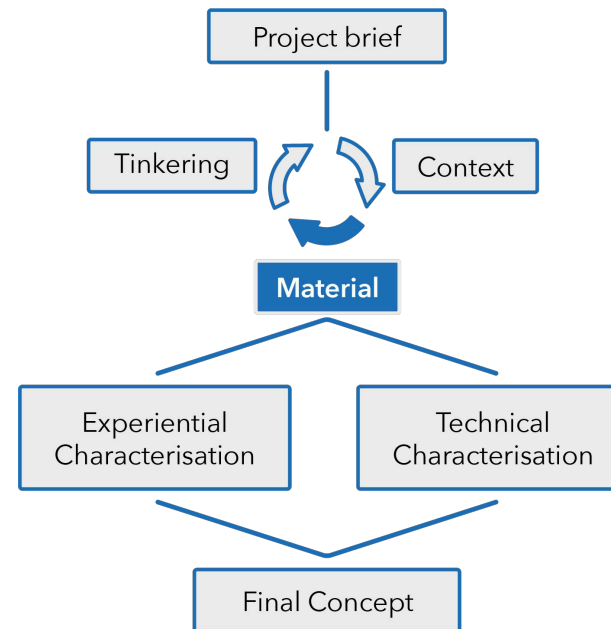 Project brief
Tinkering
Context
Material
Experiential
Characterisation
Technical
Characterisation
Final Concept